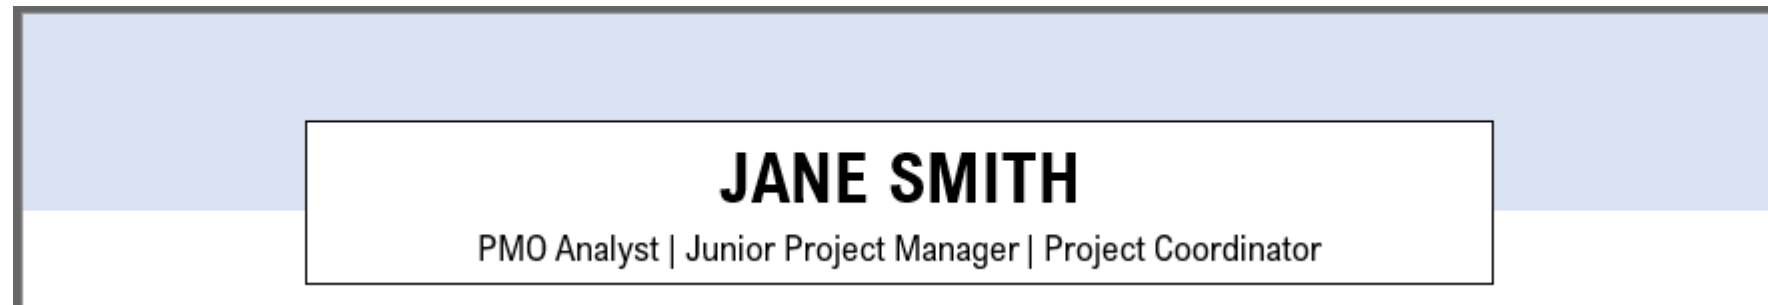 JANE SMITH
PMO Analyst | Junior Project Manager | Project Coordinator